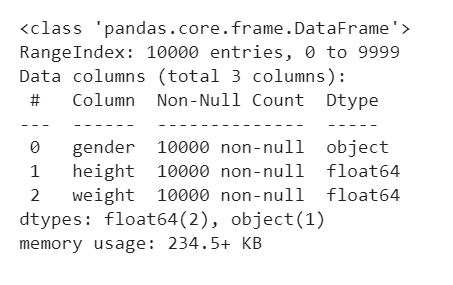 <class 'pandas.core.frame.DataFrame'>
RangeIndex: 10000 entries, 0 to 9999
Data columns (total 3 columns):
 #   Column  Non-Null Count  Dtype
---  ------  --------------  -----
 0   gender  10000 non-null  object
 1   height  10000 non-null  float64
 2   weight  10000 non-null  float64
dtypes: float64(2), object(1)
memory usage: 234.5+ KB